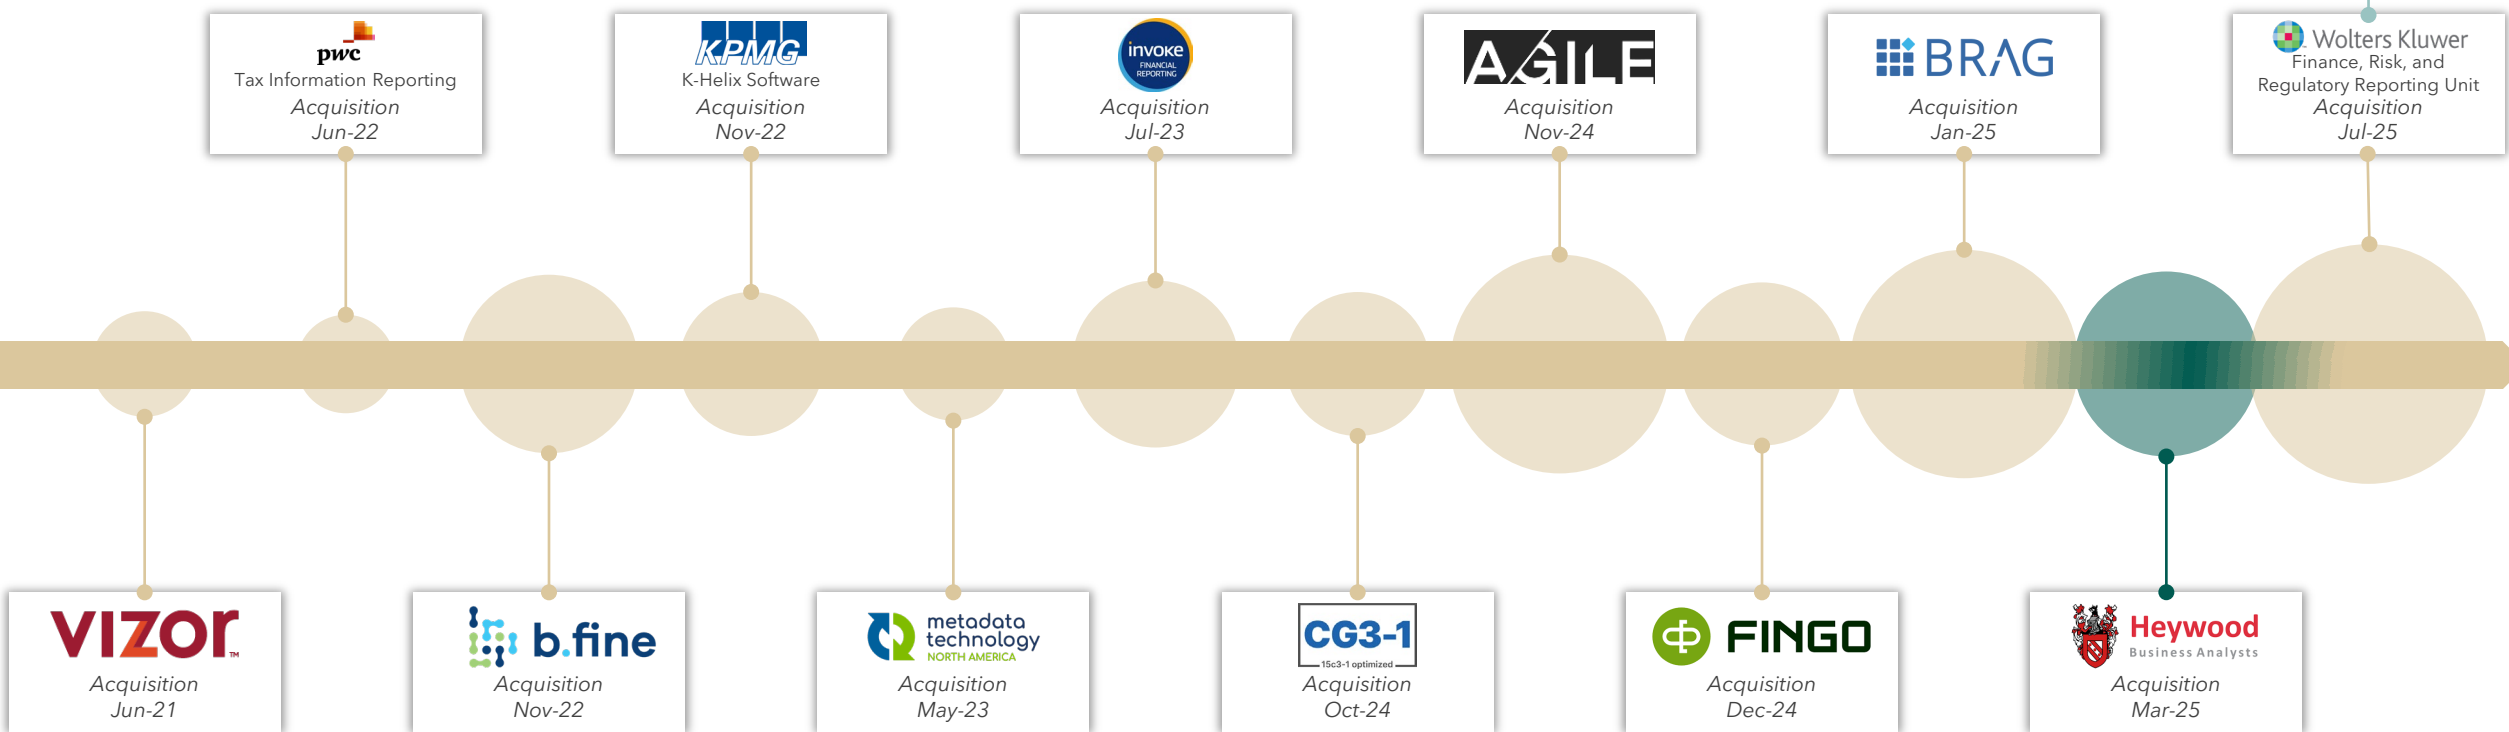 pwc
Tax Information Reporting
Acquisition
Jun-22
KPMG
K-Helix Software
Acquisition
Nov-22
invoke
FINANCIAL
REPORTING
Acquisition
Jul-23
AGILE
Acquisition
Nov-24
BRAG
Acquisition
Jan-25
Wolters Kluwer
Finance, Risk, and
Regulatory Reporting Unit
Acquisition
Jul-25
VIZOR™
Acquisition
Jun-21
b.fine
Acquisition
Nov-22
metadata
technology
NORTH AMERICA
Acquisition
May-23
CG3-1
15c3-1 optimized
Acquisition
Oct-24
FINGO
Acquisition
Dec-24
Heywood
Business Analysts
Acquisition
Mar-25